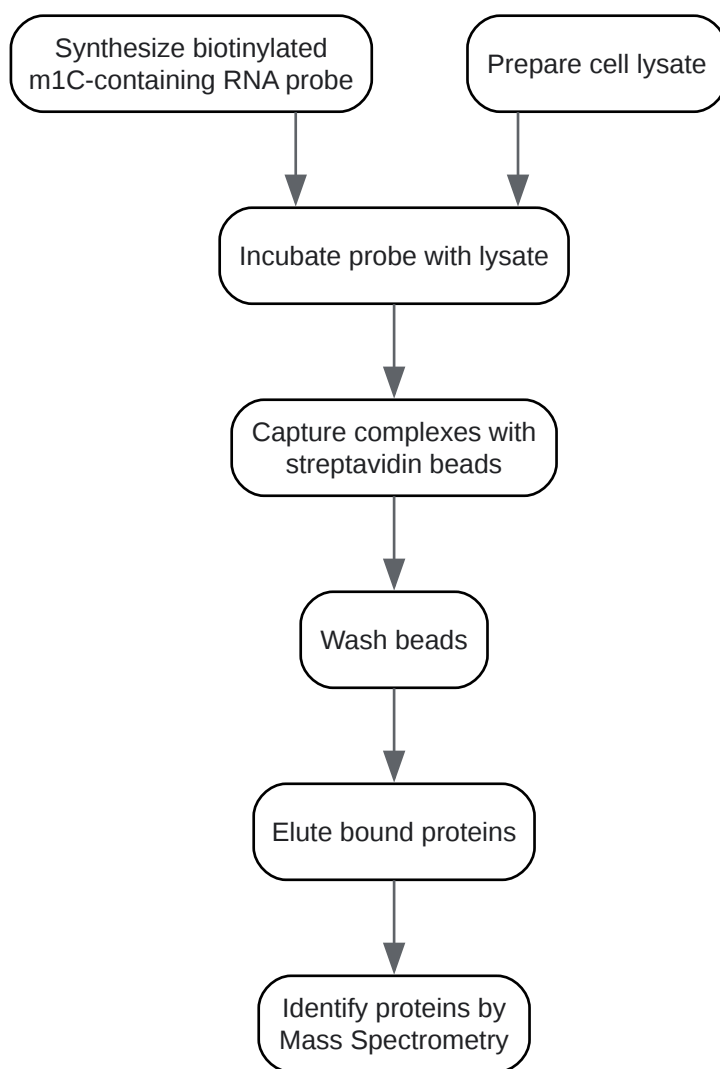 Synthesize biotinylated
m1C-containing RNA probe
Prepare cell lysate
Incubate probe with lysate
Capture complexes with
streptavidin beads
Wash beads
Elute bound proteins
Identify proteins by
Mass Spectrometry